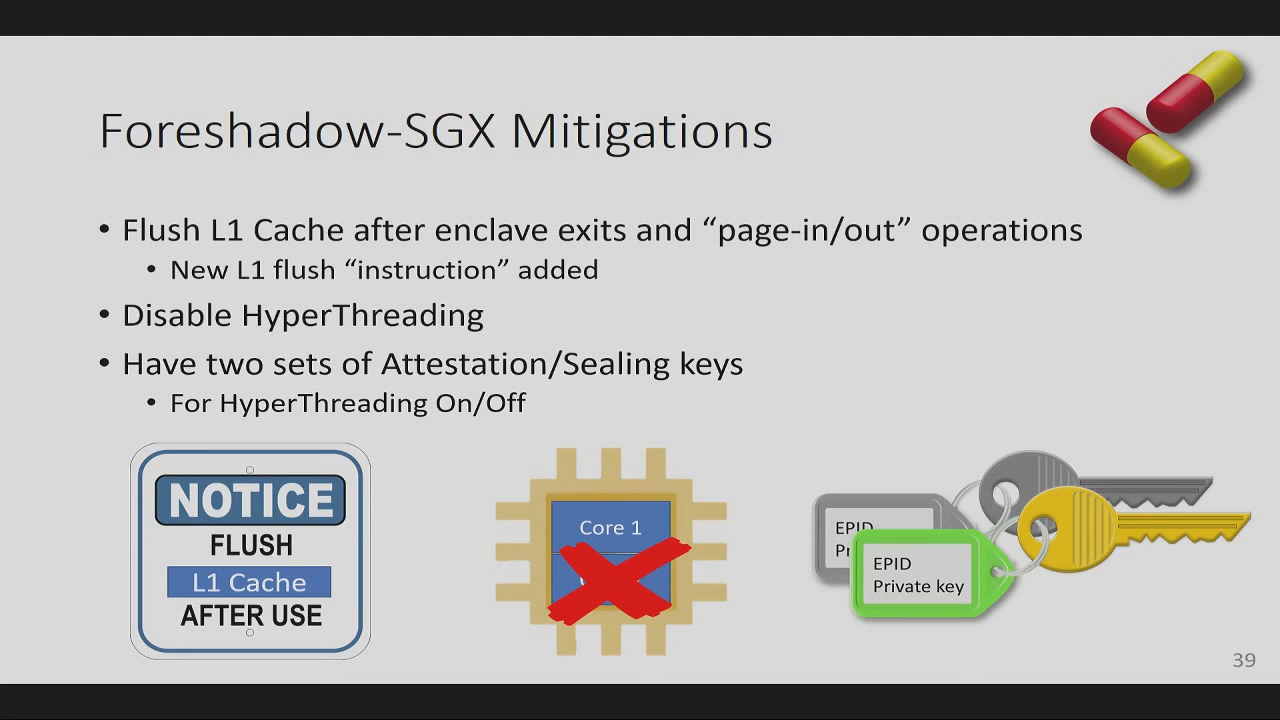 Foreshadow-SGX Mitigations
• Flush L1 Cache after enclave exits and “page-in/out” operations
• New L1 flush “instruction” added
• Disable HyperThreading
• Have two sets of Attestation/Sealing keys
• For HyperThreading On/Off
NOTICE
FLUSH
L1 Cache
AFTER USE
Core 1
EPID
EPID
Private key
39